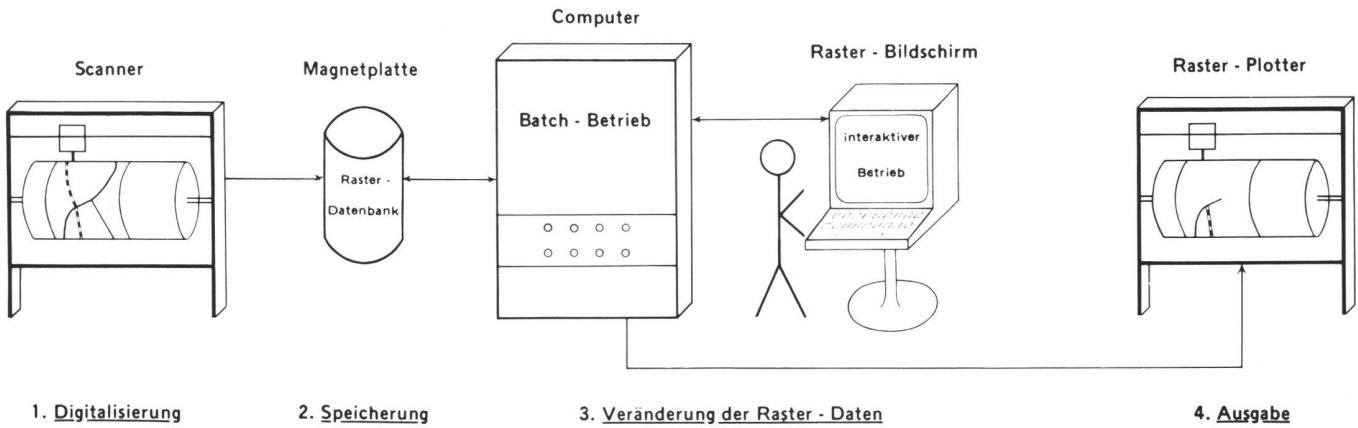 Computer
Scanner
Magnetplatte
Raster - Bildschirm
Raster - Plotter
Batch - Betrieb
interaktiver
Betrieb
Raster -
Datenbank
1. Digitalisierung
2. Speicherung
3. Veränderung der Raster - Daten
4. Ausgabe